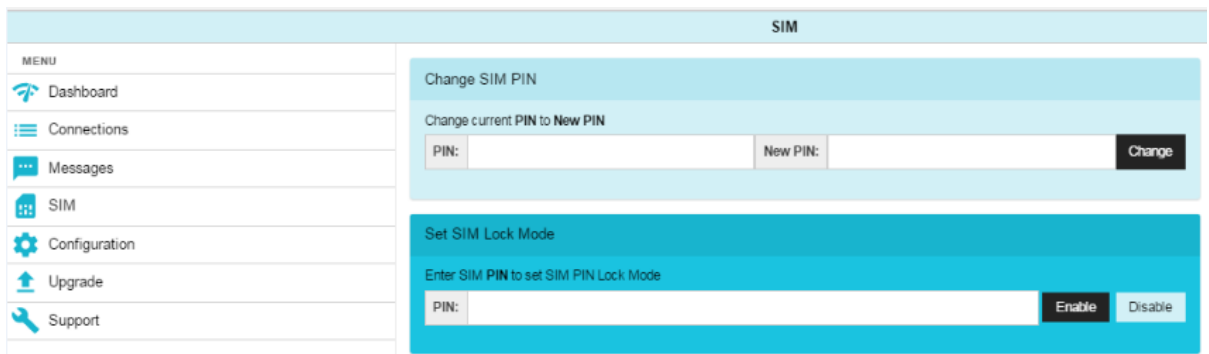 SIM
MENU
Dashboard
Connections
Messages
SIM
Configuration
Upgrade
Support
Change SIM PIN
Change current PIN to New PIN
PIN: New PIN: Change
Set SIM Lock Mode
Enter SIM PIN to set SIM PIN Lock Mode
PIN: Enable Disable